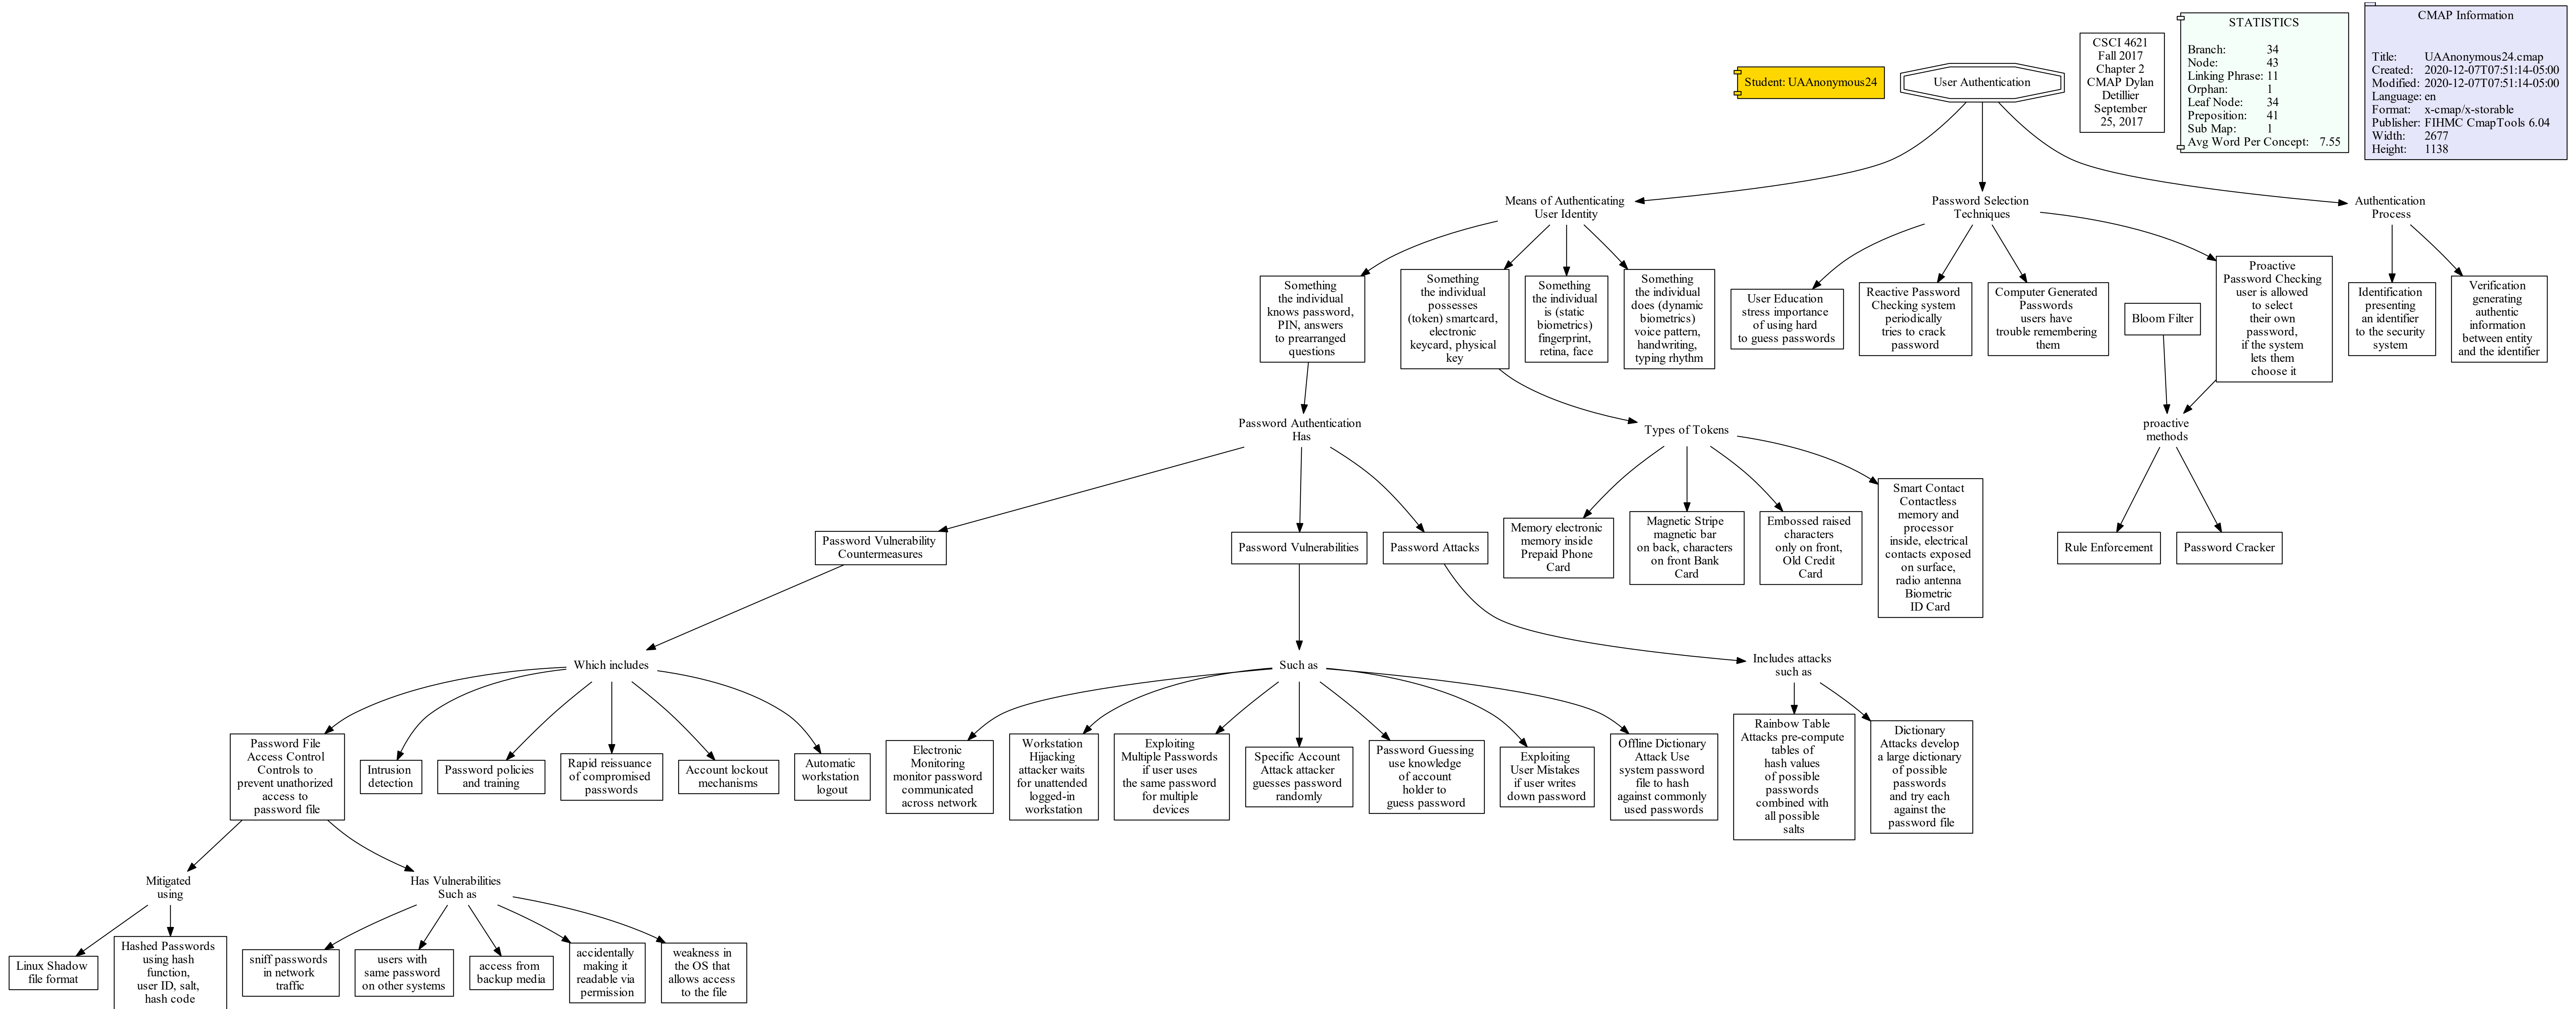 Student: UAAnonymous24
User Authentication
CSCI 4621
Fall 2017
Chapter 2
CMAP Dylan
Detillier
September
25, 2017
STATISTICS
Branch: 34
Node: 43
Linking Phrase: 11
Orphan: 1
Leaf Node: 34
Preposition: 41
Sub Map: 1
Avg Word Per Concept: 7.55
CMAP Information
Title: UAAnonymous24.cmap
Created: 2020-12-07T07:51:14-05:00
Modified: 2020-12-07T07:51:14-05:00
Language: en
Format: x-cmap/x-storable
Publisher: FIHMC CmapTools 6.04
Width: 2677
Height: 1138
Means of Authenticating
User Identity
Password Selection
Techniques
Authentication
Process
Something
the individual
knows password,
PIN, answers
to prearranged
questions
Something
the individual
possesses
(token) smartcard,
electronic
keycard, physical
key
Something
the individual
is (static
biometrics)
fingerprint,
retina, face
Something
the individual
does (dynamic
biometrics)
voice pattern,
handwriting,
typing rhythm
User Education
stress importance
of using hard
to guess passwords
Reactive Password
Checking system
periodically
tries to crack
password
Computer Generated
Passwords
users have
trouble remembering
them
Bloom Filter
Proactive
Password Checking
user is allowed
to select
their own
password,
if the system
lets them
choose it
Identification
presenting
an identifier
to the security
system
Verification
generating
authentic
information
between entity
and the identifier
Password Authentication
Has
Types of Tokens
proactive
methods
Password Vulnerability
Countermeasures
Password Vulnerabilities
Password Attacks
Memory electronic
memory inside
Prepaid Phone
Card
Magnetic Stripe
magnetic bar
on back, characters
on front Bank
Card
Embossed raised
characters
only on front,
Old Credit
Card
Smart Contact
Contactless
memory and
processor
inside, electrical
contacts exposed
on surface,
radio antenna
Biometric
ID Card
Rule Enforcement
Password Cracker
Which includes
Such as
Includes attacks
such as
Password File
Access Control
Controls to
prevent unathorized
access to
password file
Intrusion
detection
Password policies
and training
Rapid reissuance
of compromised
passwords
Account lockout
mechanisms
Automatic
workstation
logout
Electronic
Monitoring
monitor password
communicated
across network
Workstation
Hijacking
attacker waits
for unattended
logged-in
workstation
Exploiting
Multiple Passwords
if user uses
the same password
for multiple
devices
Specific Account
Attack attacker
guesses password
randomly
Password Guessing
use knowledge
of account
holder to
guess password
Exploiting
User Mistakes
if user writes
down password
Offline Dictionary
Attack Use
system password
file to hash
against commonly
used passwords
Rainbow Table
Attacks pre-compute
tables of
hash values
of possible
passwords
combined with
all possible
salts
Dictionary
Attacks develop
a large dictionary
of possible
passwords
and try each
against the
password file
Mitigated
using
Has Vulnerabilities
Such as
Linux Shadow
file format
Hashed Passwords
using hash
function,
user ID, salt,
hash code
sniff passwords
in network
traffic
users with
same password
on other systems
access from
backup media
accidentally
making it
readable via
permission
weakness in
the OS that
allows access
to the file